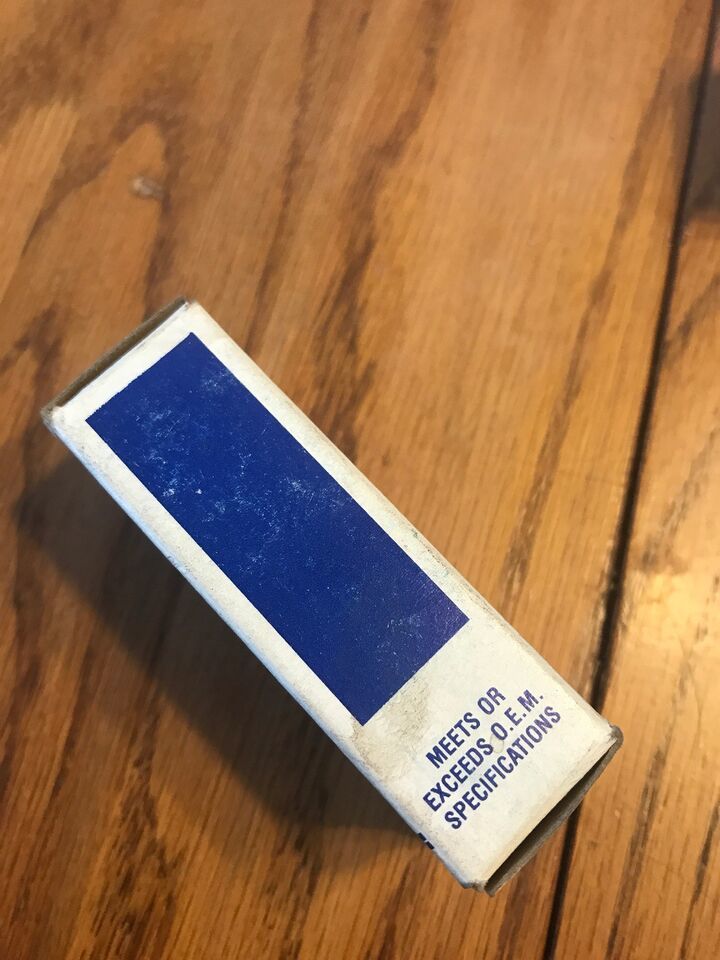 MEETS OR
EXCEEDS O.E.M.
SPECIFICATIONS